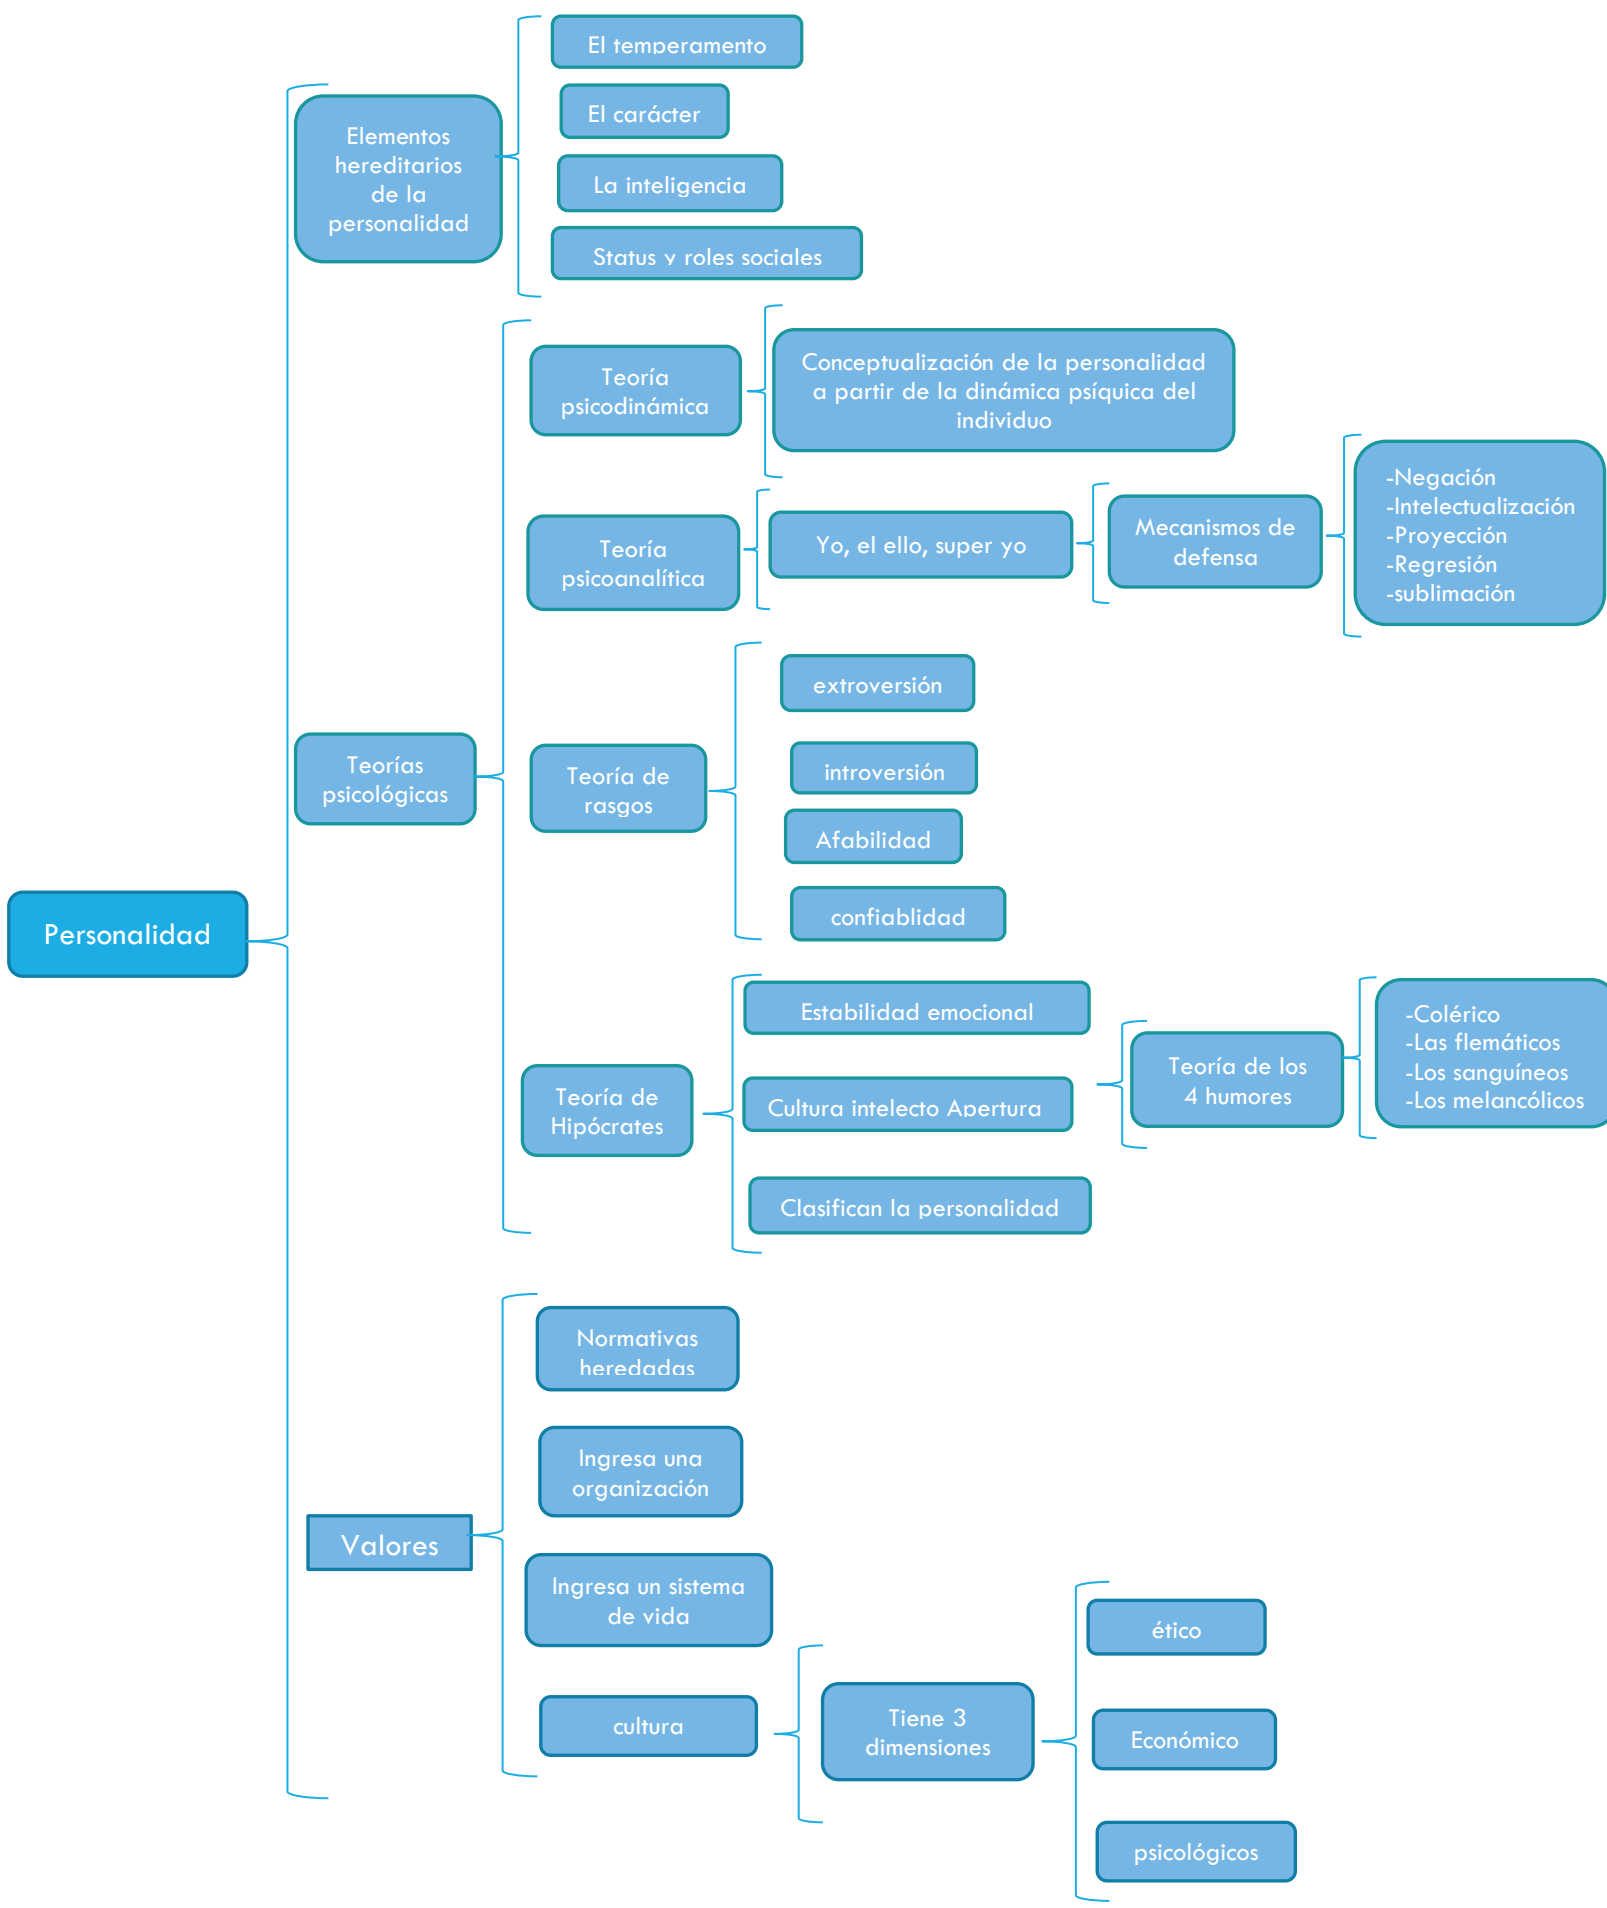 El temperamento
El carácter
Elementos
hereditarios
de la
personalidad
La inteligencia
Status y roles sociales
Teoría
psicodinámica
Conceptualización de la personalidad
a partir de la dinámica psíquica del
individuo
Teoría
psicoanalítica
Yo, el ello, super yo
Mecanismos de
defensa
-Negación
-Intelectualización
-Proyección
-Regresión
-sublimación
Teorías
psicológicas
Teoría de
rasgos
extroversión
introversión
Afabilidad
confiablidad
Personalidad
Teoría de
Hipócrates
Estabilidad emocional
Cultura intelecto Apertura
Clasifican la personalidad
Teoría de los
4 humores
-Colérico
-Las flemáticos
-Los sanguíneos
-Los melancólicos
Valores
Normativas
heredadas
Ingresa una
organización
Ingresa un sistema
de vida
cultura
Tiene 3
dimensiones
ético
Económico
psicológicos